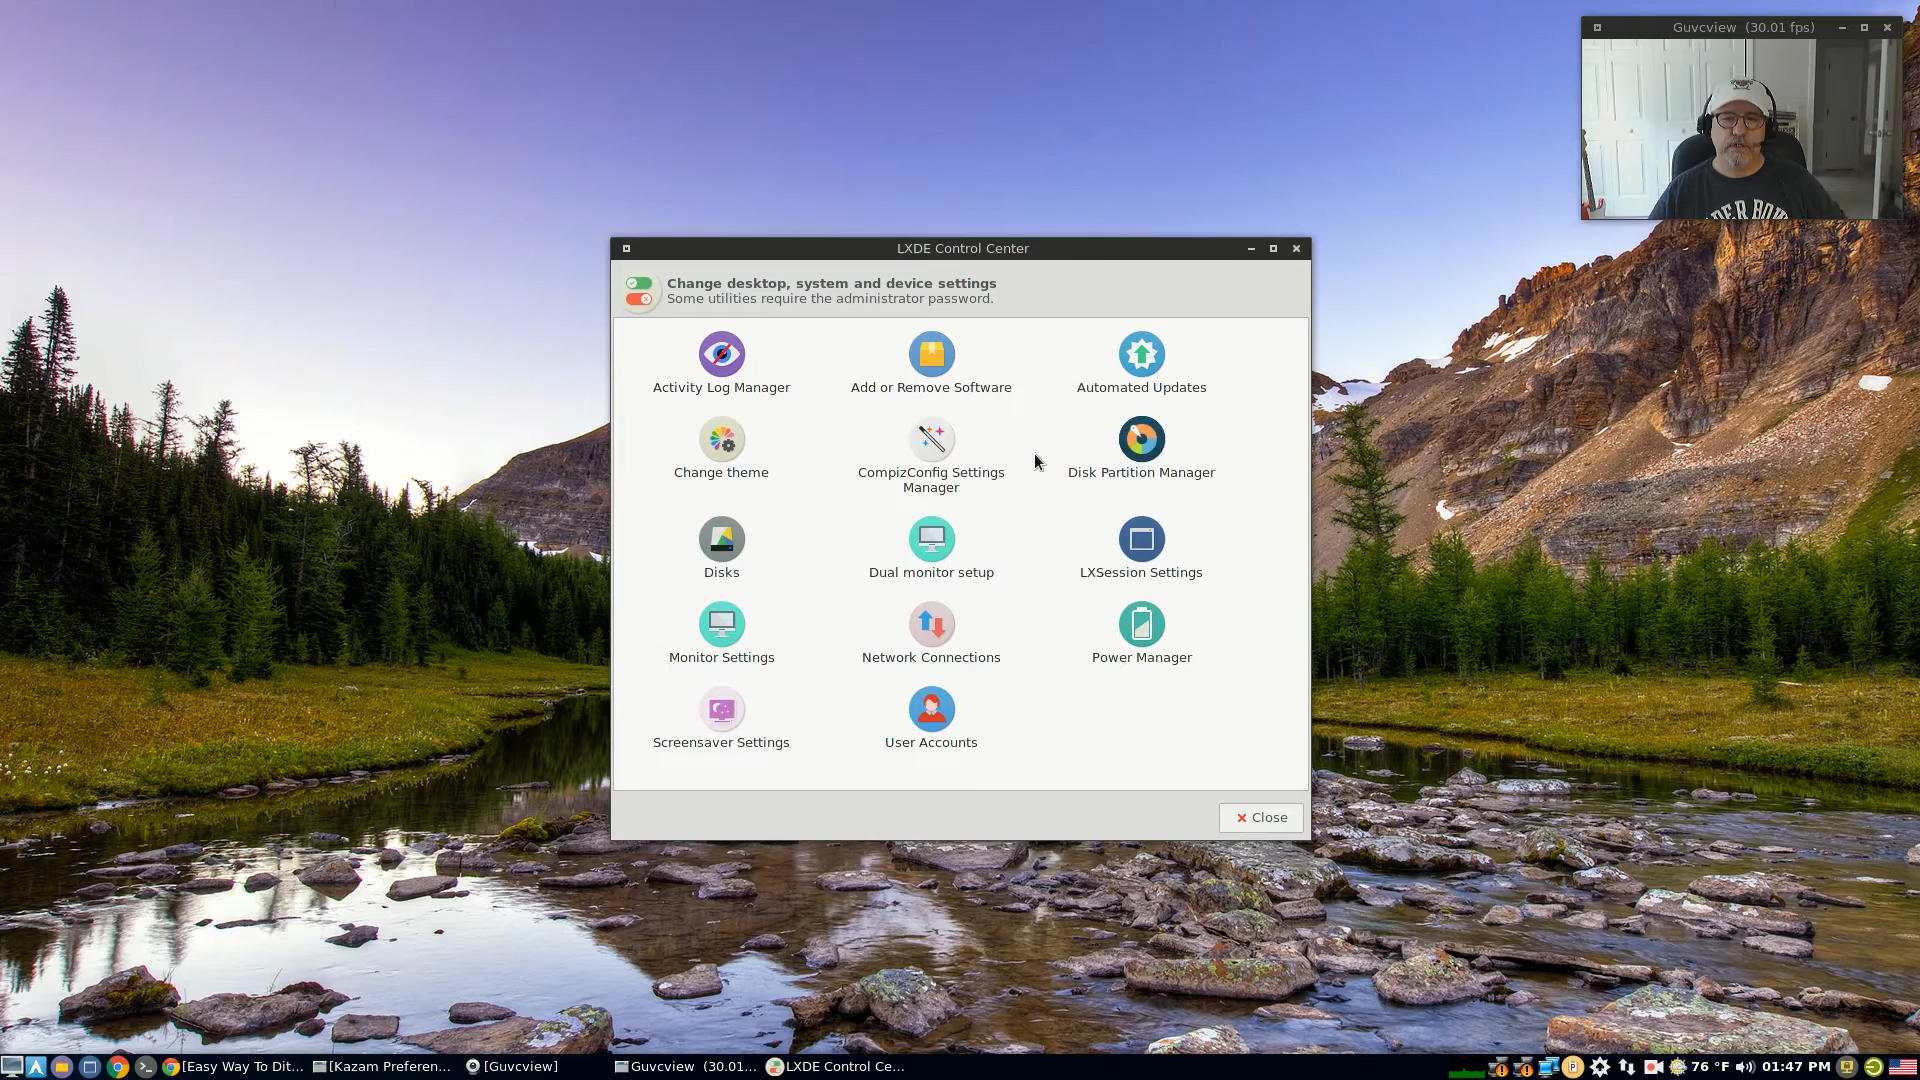 Guvcview (30.01 fps)
DER BOW
LXDE Control Center
Change desktop, system and device settings
Some utilities require the administrator password.
Activity Log Manager
Add or Remove Software
Automated Updates
Change theme
CompizConfig Settings
Manager
Disk Partition Manager
Disks
Dual monitor setup
LXSession Settings
Monitor Settings
Network Connections
Power Manager
Screensaver Settings
User Accounts
Close
[Easy Way To Dit...
[Kazam Preferen...
[Guvcview]
Guvcview (30.01...
LXDE Control Ce...
76 °F
01:47 PM